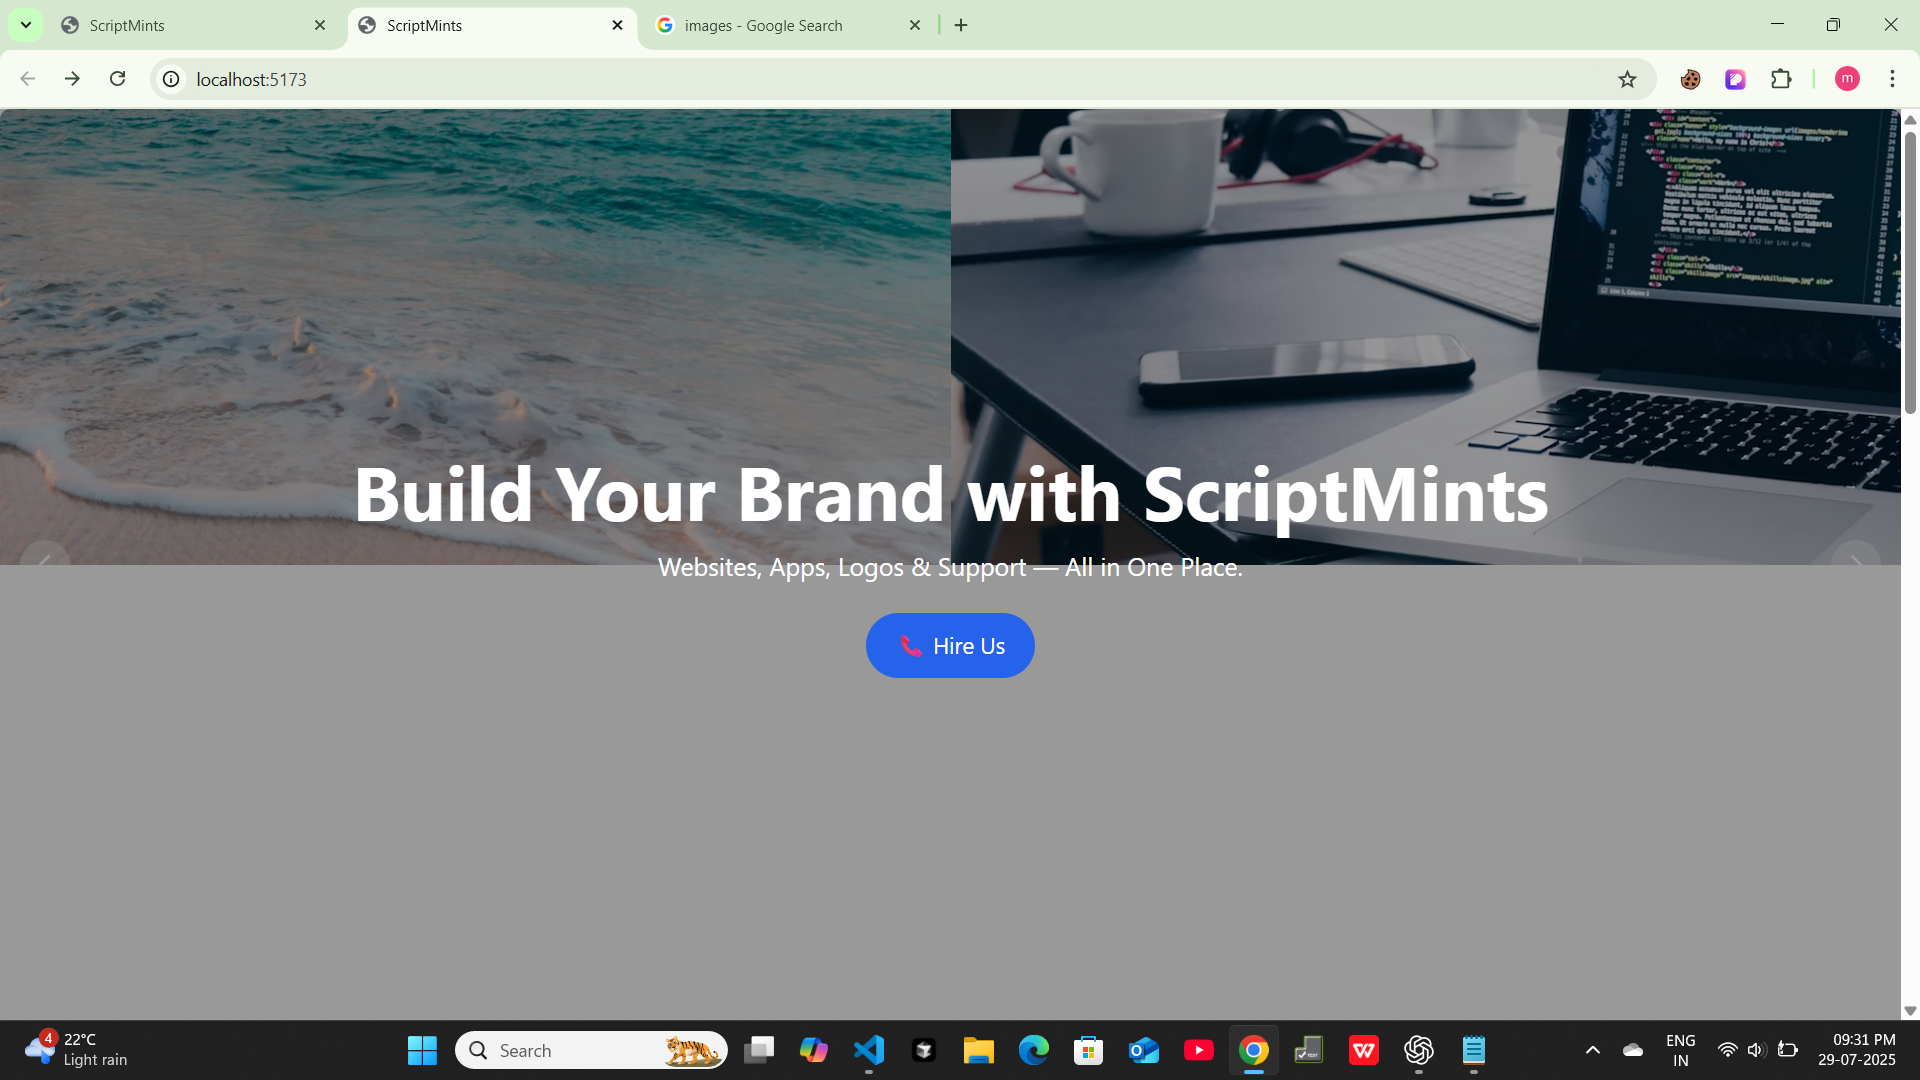 ScriptMints
ScriptMints
images - Google Search
localhost:5173
m
Build Your Brand with ScriptMints
Websites, Apps, Logos & Support — All in One Place.
Hire Us
4
22°C
Light rain
Search
ENG
IN
09:31 PM
29-07-2025